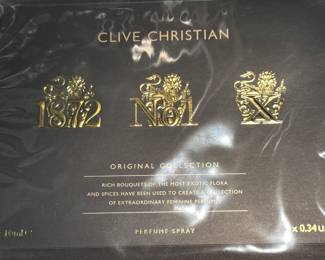 CLIVE CHRISTIAN
1872 No1 X
ORIGINAL COLLECTION
RICH BOUQUETS OF THE MOST EXOTIC FLORA
AND SPICES HAVE BEEN USED TO CREATE A COLLECTION
OF EXTRAORDINARY FEMININE
10ml ℮ PERFUME SPRAY x 0.34